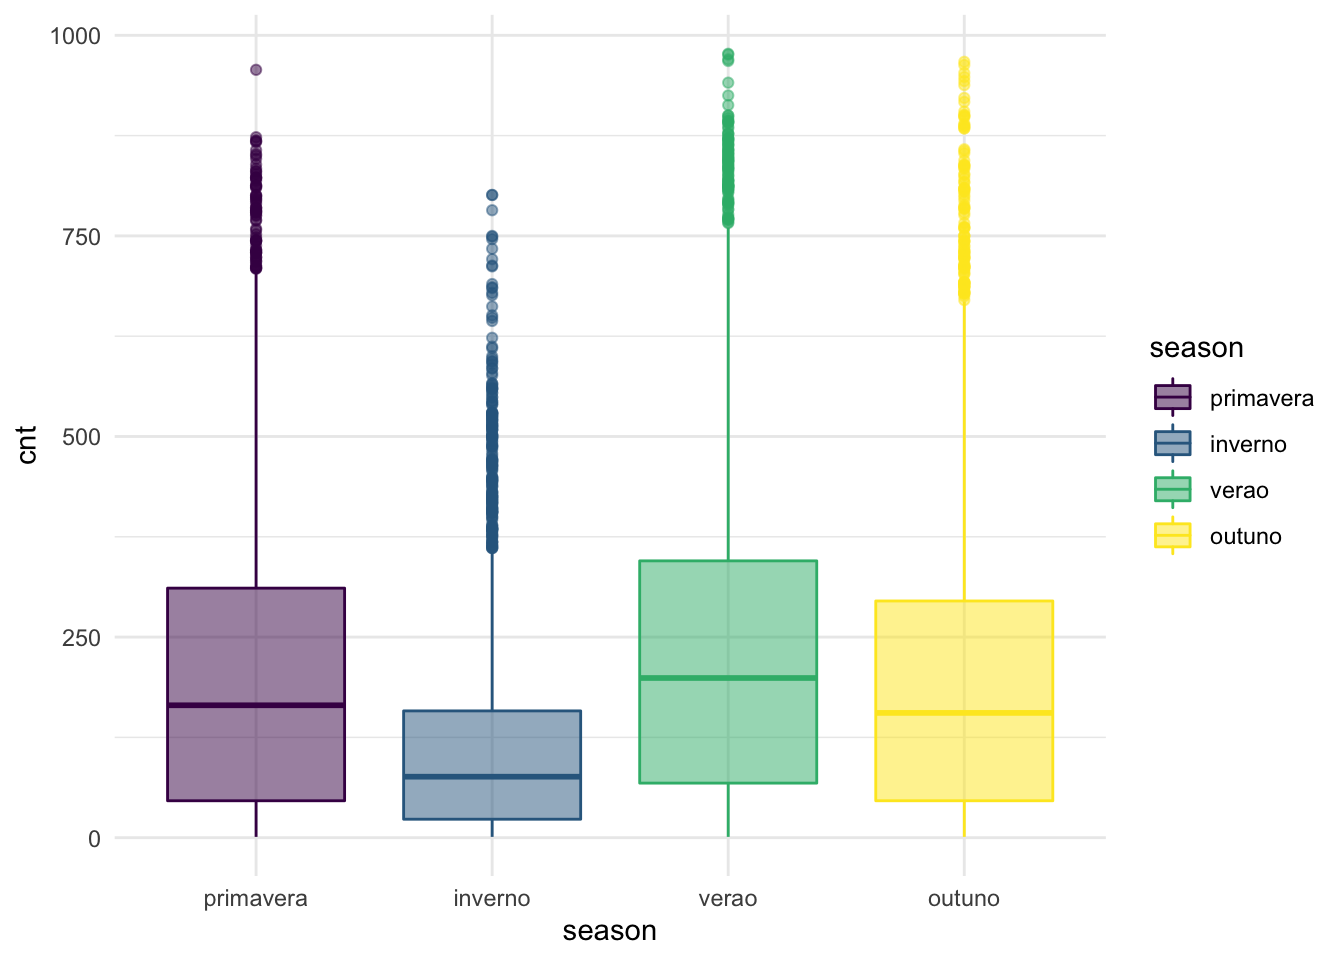 1000
750
500
250
0
cnt
primavera
inverno
verao
outuno
season
season
primavera
inverno
verao
outuno